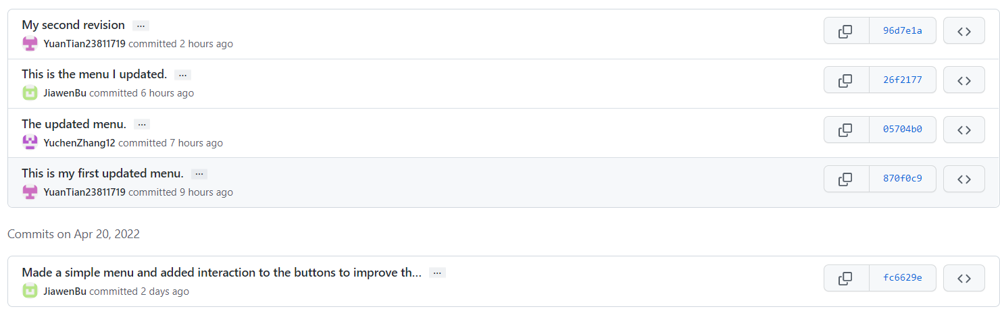 My second revision ...
96d7e1a
YuanTian23811719 committed 2 hours ago
This is the menu I updated. ...
26f2177
JiawenBu committed 6 hours ago
The updated menu. ...
05704b0
YuchenZhang12 committed 7 hours ago
This is my first updated menu. ...
870f0c9
YuanTian23811719 committed 9 hours ago
Commits on Apr 20, 2022
Made a simple menu and added interaction to the buttons to improve th... ...
fc6629e
JiawenBu committed 2 days ago